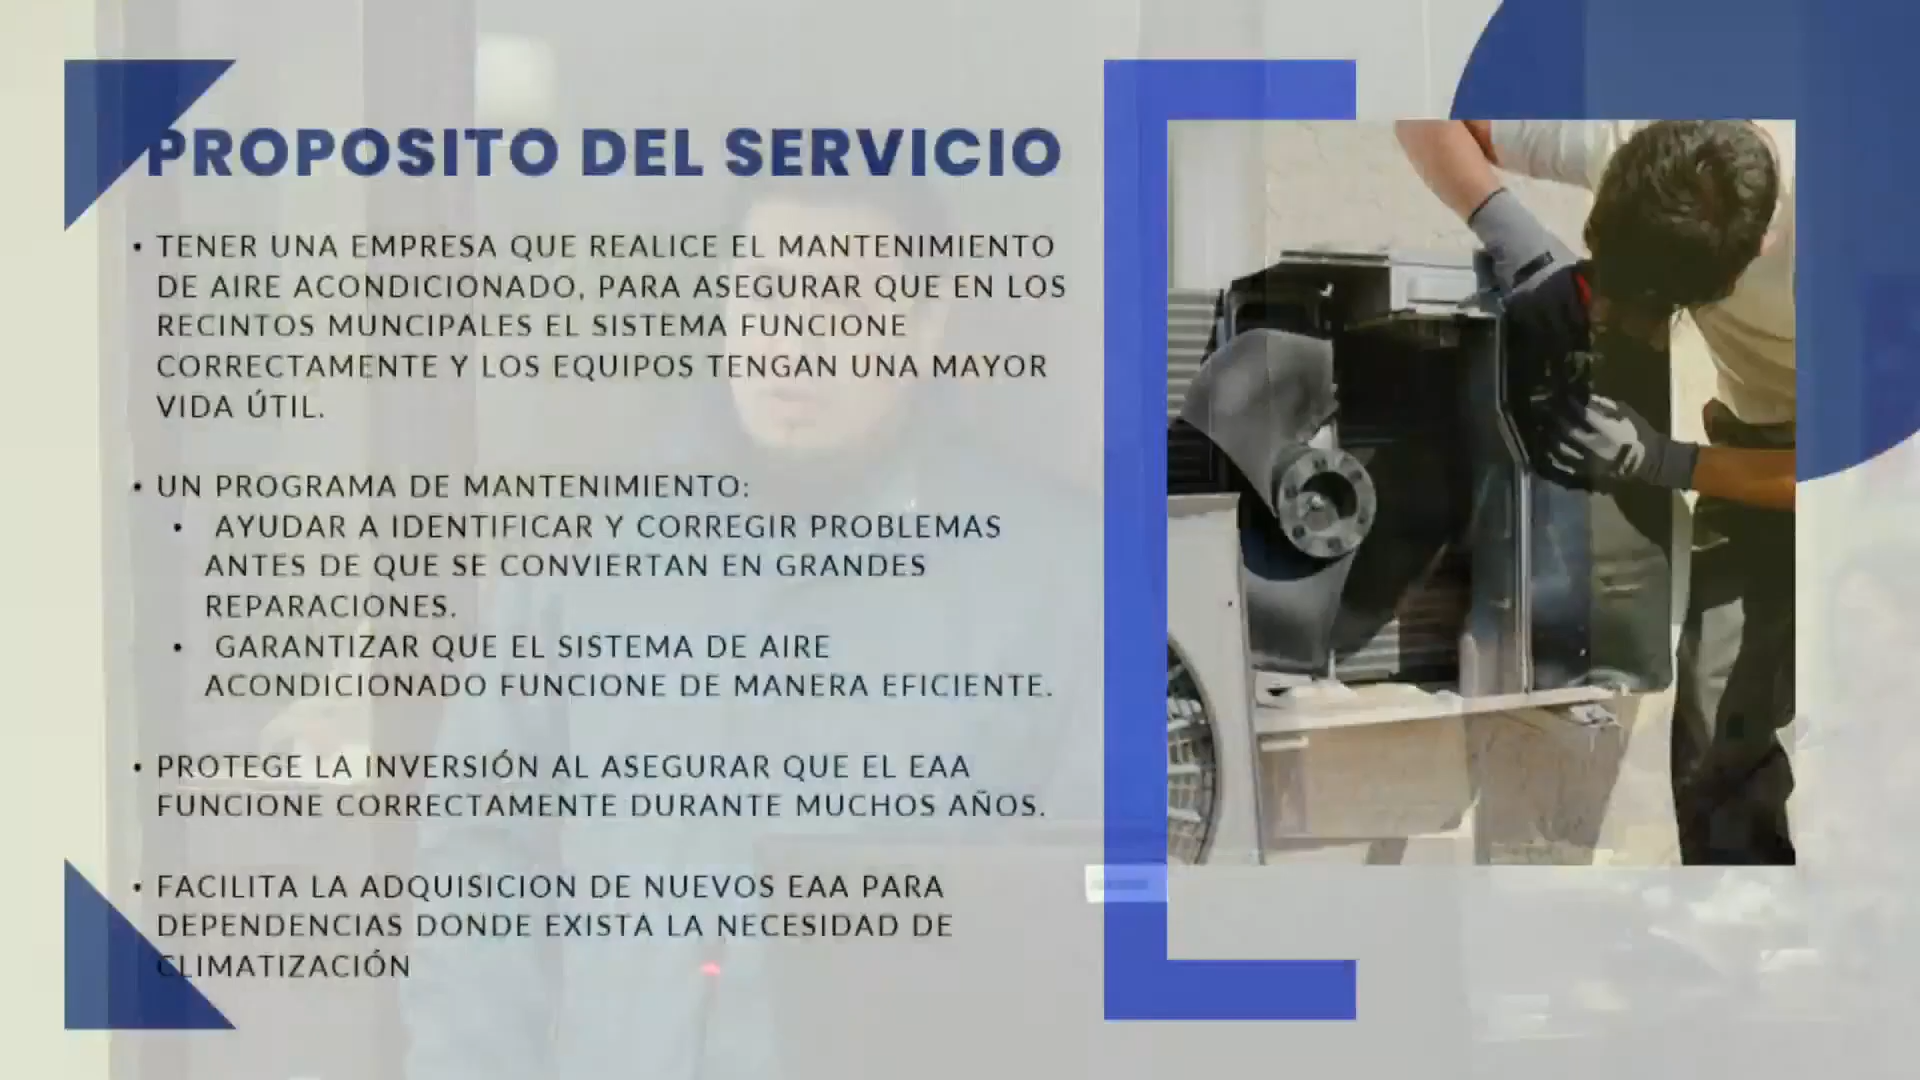 PROPOSITO DEL SERVICIO
• TENER UNA EMPRESA QUE REALICE EL MANTENIMIENTO
DE AIRE ACONDICIONADO, PARA ASEGURAR QUE EN LOS
RECINTOS MUNCIPALES EL SISTEMA FUNCIONE
CORRECTAMENTE Y LOS EQUIPOS TENGAN UNA MAYOR
VIDA ÚTIL.
• UN PROGRAMA DE MANTENIMIENTO:
• AYUDAR A IDENTIFICAR Y CORREGIR PROBLEMAS
ANTES DE QUE SE CONVIERTAN EN GRANDES
REPARACIONES.
• GARANTIZAR QUE EL SISTEMA DE AIRE
ACONDICIONADO FUNCIONE DE MANERA EFICIENTE.
• PROTEGE LA INVERSIÓN AL ASEGURAR QUE EL EAA
FUNCIONE CORRECTAMENTE DURANTE MUCHOS AÑOS.
• FACILITA LA ADQUISICION DE NUEVOS EAA PARA
DEPENDENCIAS DONDE EXISTA LA NECESIDAD DE
CLIMATIZACIÓN